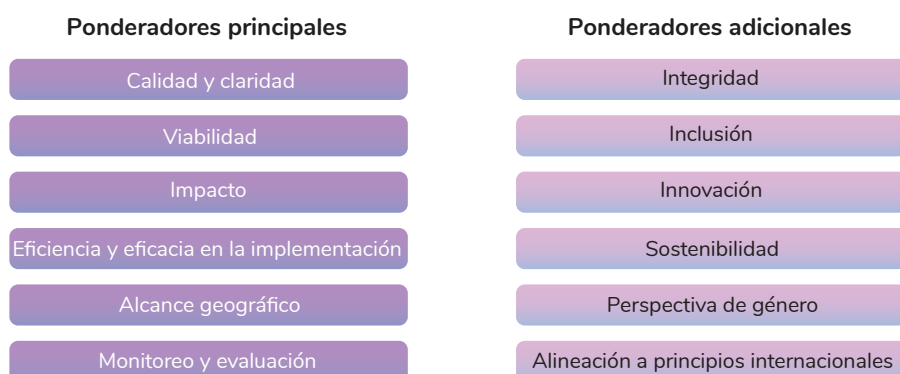 Ponderadores principales
Calidad y claridad
Viabilidad
Impacto
Eficiencia y eficacia en la implementación
Alcance geográfico
Monitoreo y evaluación
Ponderadores adicionales
Integridad
Inclusión
Innovación
Sostenibilidad
Perspectiva de género
Alineación a principios internacionales